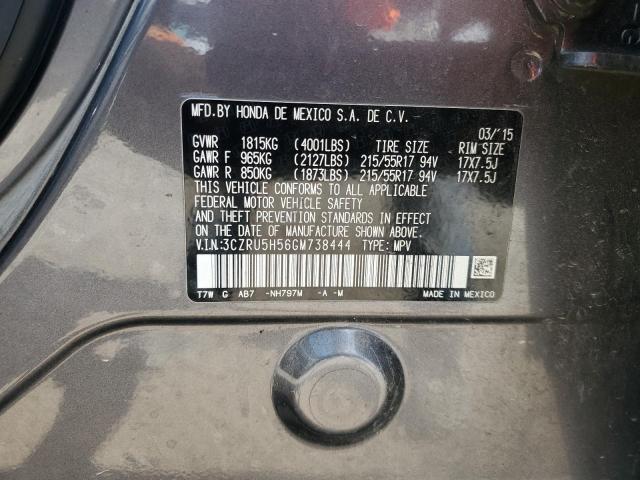 MFD.BY HONDA DE MEXICO S.A. DE C.V.
03/'15
GVWR 1815KG (4001LBS) TIRE SIZE RIM SIZE
GAWR F 965KG (2127LBS) 215/55R17 94V 17X7.5J
GAWR R 850KG (1873LBS) 215/55R17 94V 17X7.5J
THIS VEHICLE CONFORMS TO ALL APPLICABLE
FEDERAL MOTOR VEHICLE SAFETY
AND THEFT PREVENTION STANDARDS IN EFFECT
ON THE DATE OF MANUFACTURE SHOWN ABOVE.
V.IN:3CZRU5H56GM738444 TYPE: MPV
T7W G AB7 -NH797M -A -M MADE IN MEXICO